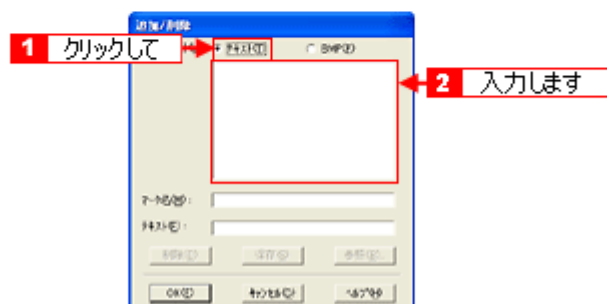 追加/削除
1 クリックして
テキスト(T)
BMP(B)
2 入力します
マーク名(M):
テキスト(E):
削除(D) 保存(S) 参照(R)...
OK(O) キャンセル(C) ヘルプ(H)